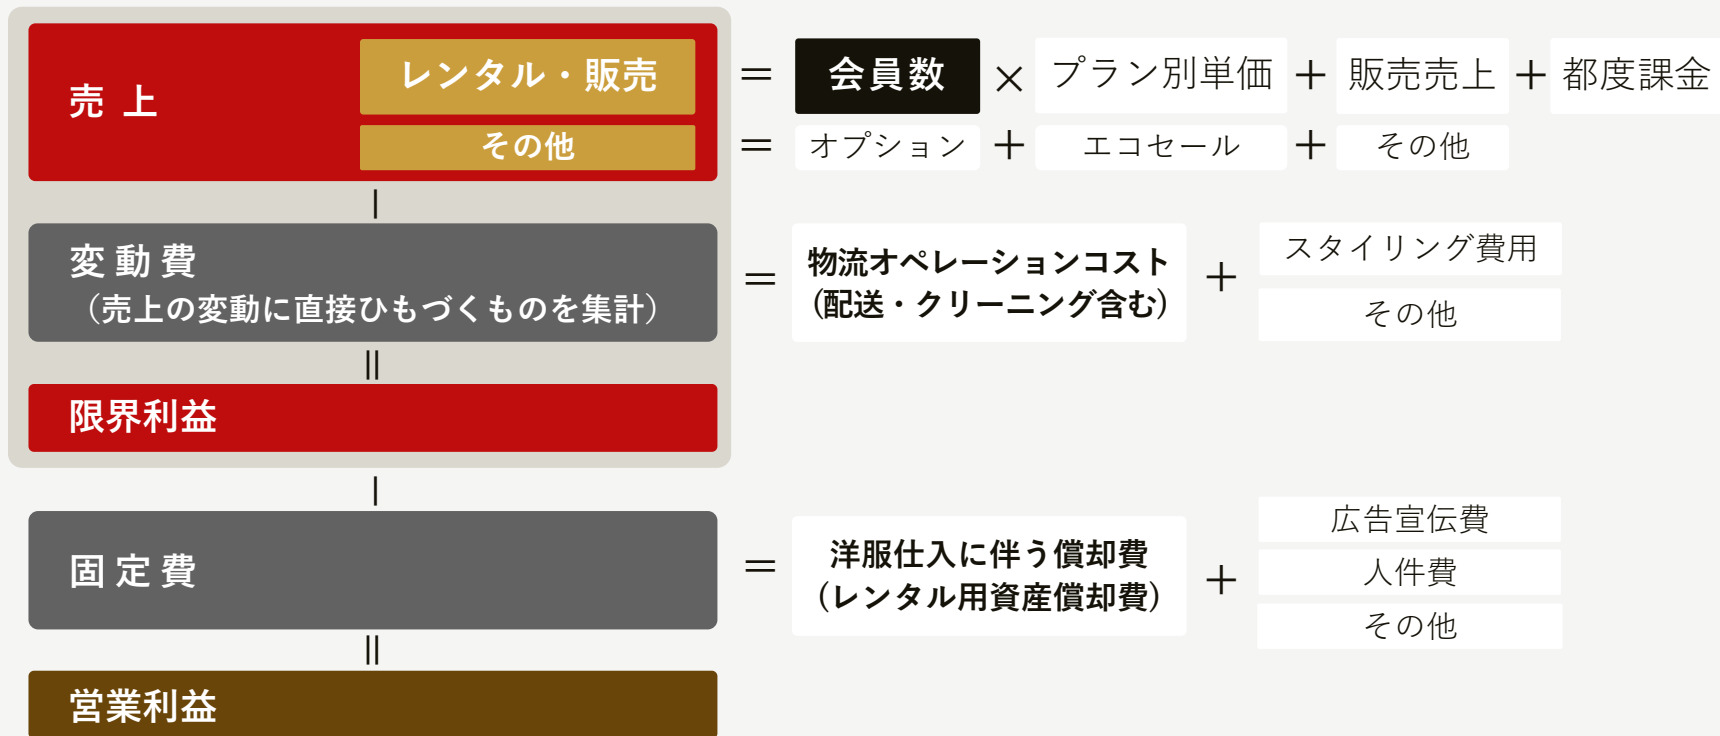 売 上
レンタル・販売
＝ 会員数 × プラン別単価 ＋ 販売売上 ＋ 都度課金
その他
＝ オプション ＋ エコセール ＋ その他
－
変 動 費
（売上の変動に直接ひもづくものを集計）
＝
物流オペレーションコスト
(配送・クリーニング含む)
＋
スタイリング費用
その他
＝
限界利益
－
固 定 費
＝
洋服仕入に伴う償却費
(レンタル用資産償却費)
＋
広告宣伝費
人件費
その他
＝
営業利益